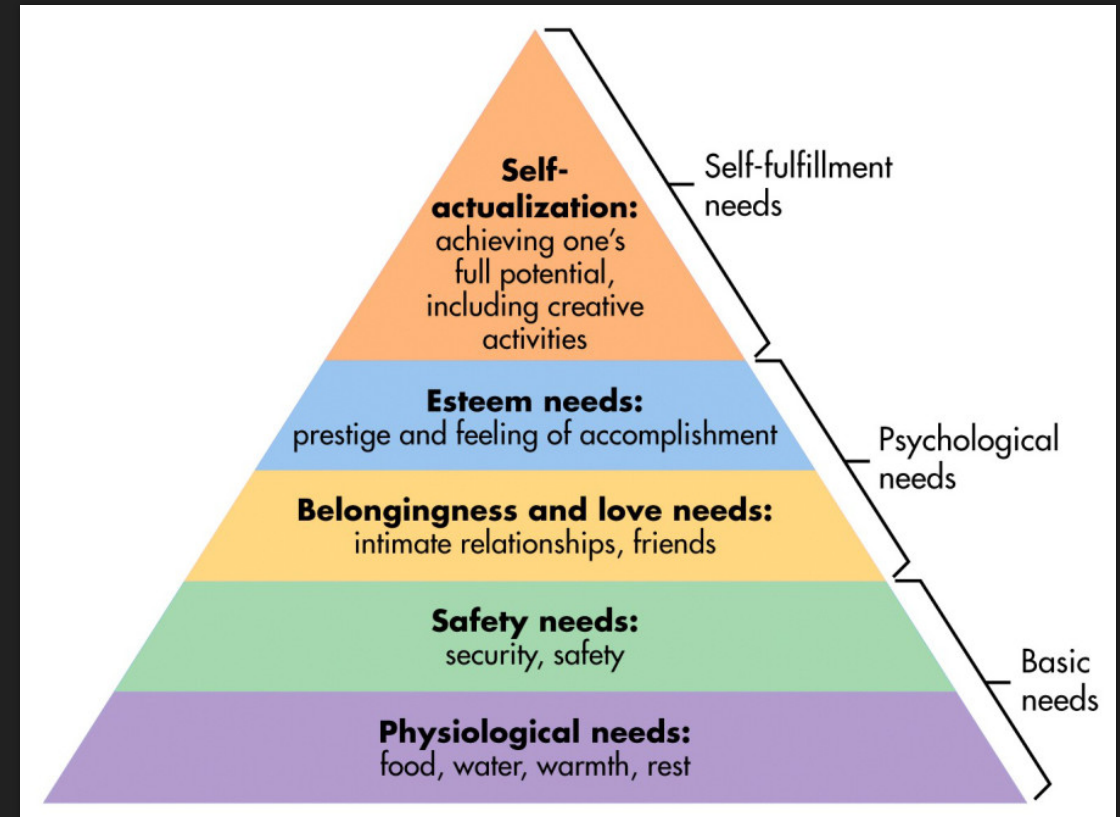 Self-
actualization:
achieving one's
full potential,
including creative
activities
Self-fulfillment
needs
Esteem needs:
prestige and feeling of accomplishment
Psychological
needs
Belongingness and love needs:
intimate relationships, friends
Safety needs:
security, safety
Basic
needs
Physiological needs:
food, water, warmth, rest